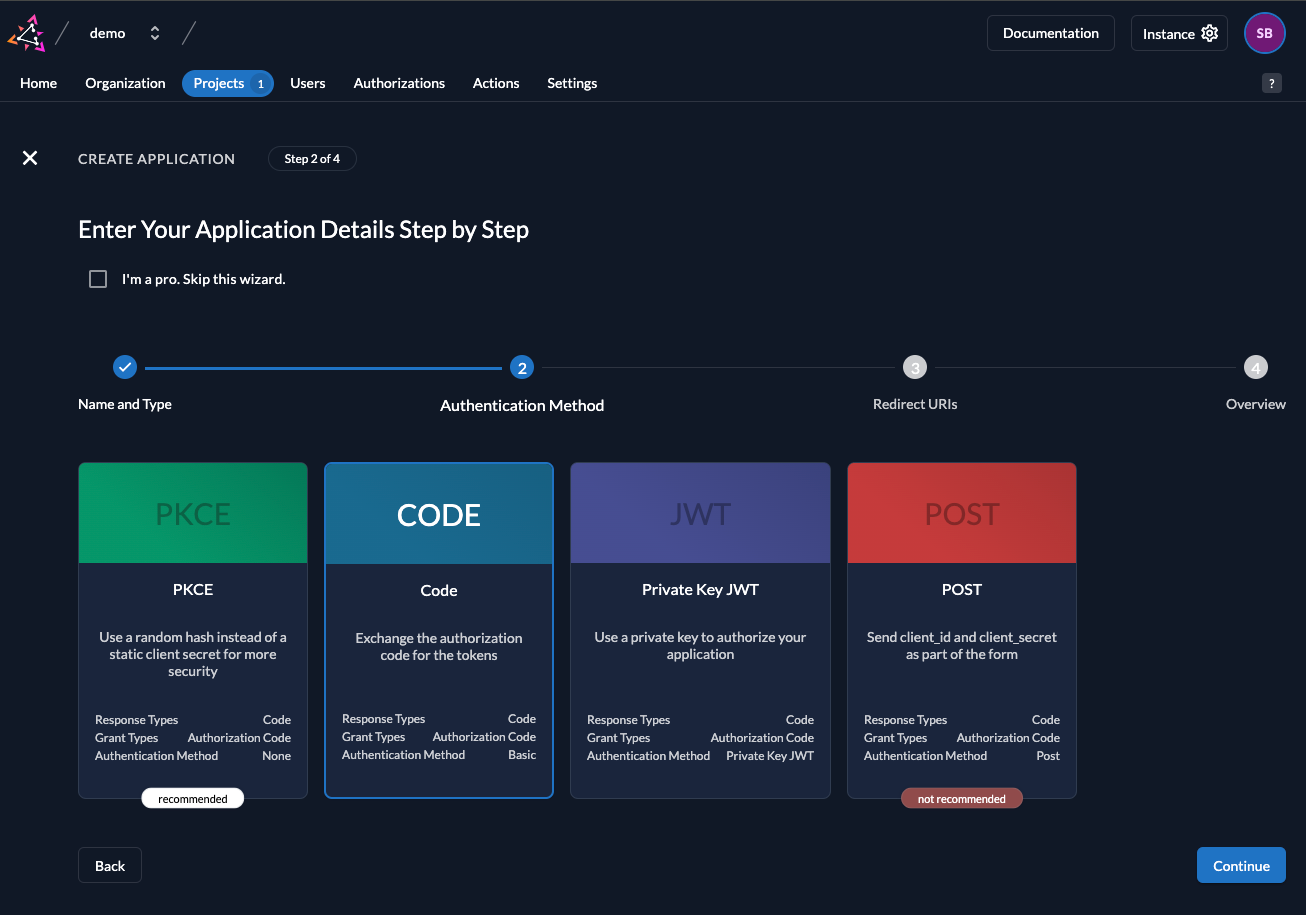 demo
Documentation
Instance
SB
Home Organization Projects 1 Users Authorizations Actions Settings
?
CREATE APPLICATION
Step 2 of 4
Enter Your Application Details Step by Step
I'm a pro. Skip this wizard.
2
3
4
Name and Type
Authentication Method
Redirect URIs
Overview
PKCE
PKCE
Use a random hash instead of a
static client secret for more
security
Response Types Code
Grant Types Authorization Code
Authentication Method None
recommended
CODE
Code
Exchange the authorization
code for the tokens
Response Types Code
Grant Types Authorization Code
Authentication Method Basic
JWT
Private Key JWT
Use a private key to authorize your
application
Response Types Code
Grant Types Authorization Code
Authentication Method Private Key JWT
POST
POST
Send client_id and client_secret
as part of the form
Response Types Code
Grant Types Authorization Code
Authentication Method Post
not recommended
Back
Continue